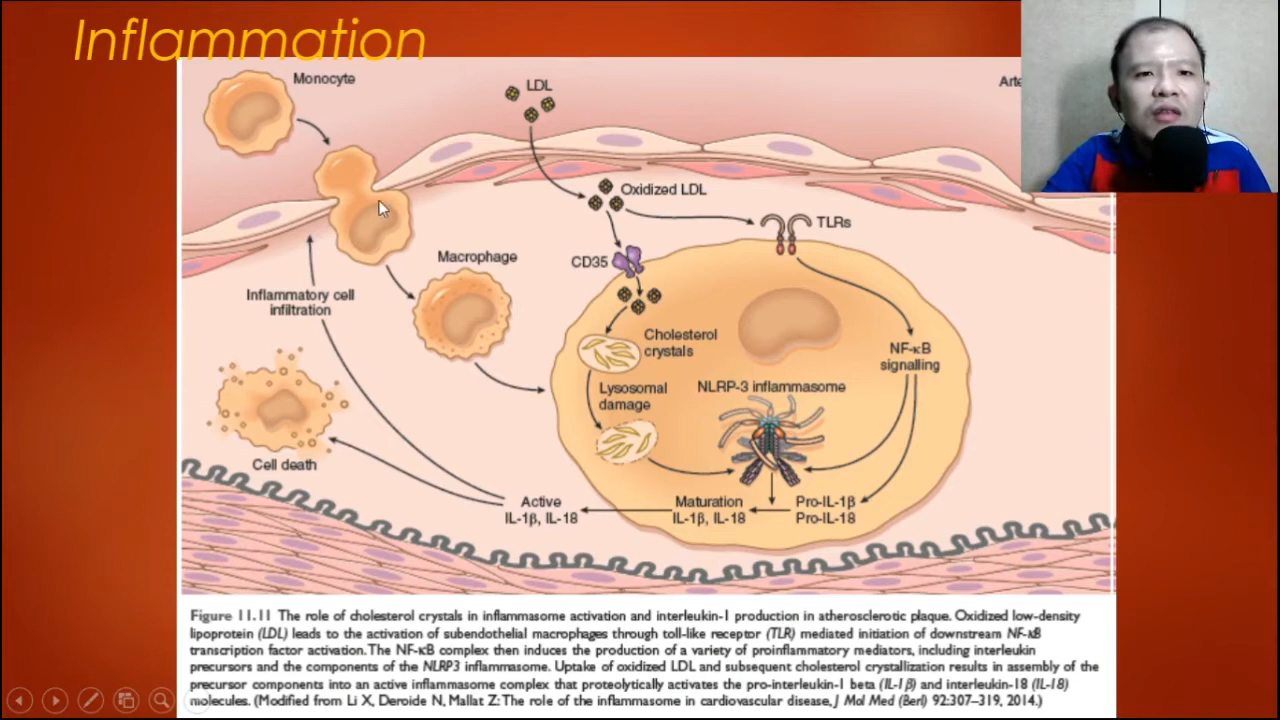 Inflammation
Monocyte
LDL
Arte
Oxidized LDL
TLRs
CD35
Macrophage
Inflammatory cell
infiltration
Cholesterol
crystals
NF-κB
signalling
Lysosomal
damage
NLRP-3 inflammasome
Cell death
Active
IL-1β, IL-18
Maturation
IL-1β, IL-18
Pro-IL-1β
Pro-IL-18
Figure 11.11 The role of cholesterol crystals in inflammasome activation and interleukin-1 production in atherosclerotic plaque. Oxidized low-density
lipoprotein (LDL) leads to the activation of subendothelial macrophages through toll-like receptor (TLR) mediated initiation of downstream NF-κB
transcription factor activation. The NF-κB complex then induces the production of a variety of proinflammatory mediators, including interleukin
precursors and the components of the NLRP3 inflammasome. Uptake of oxidized LDL and subsequent cholesterol crystallization results in assembly of the
precursor components into an active inflammasome complex that proteolytically activates the pro-interleukin-1 beta (IL-1β) and interleukin-18 (IL-18)
molecules. (Modified from Li X, Deroide N, Mallat Z: The role of the inflammasome in cardiovascular disease, J Mol Med (Berl) 92:307–319, 2014.)